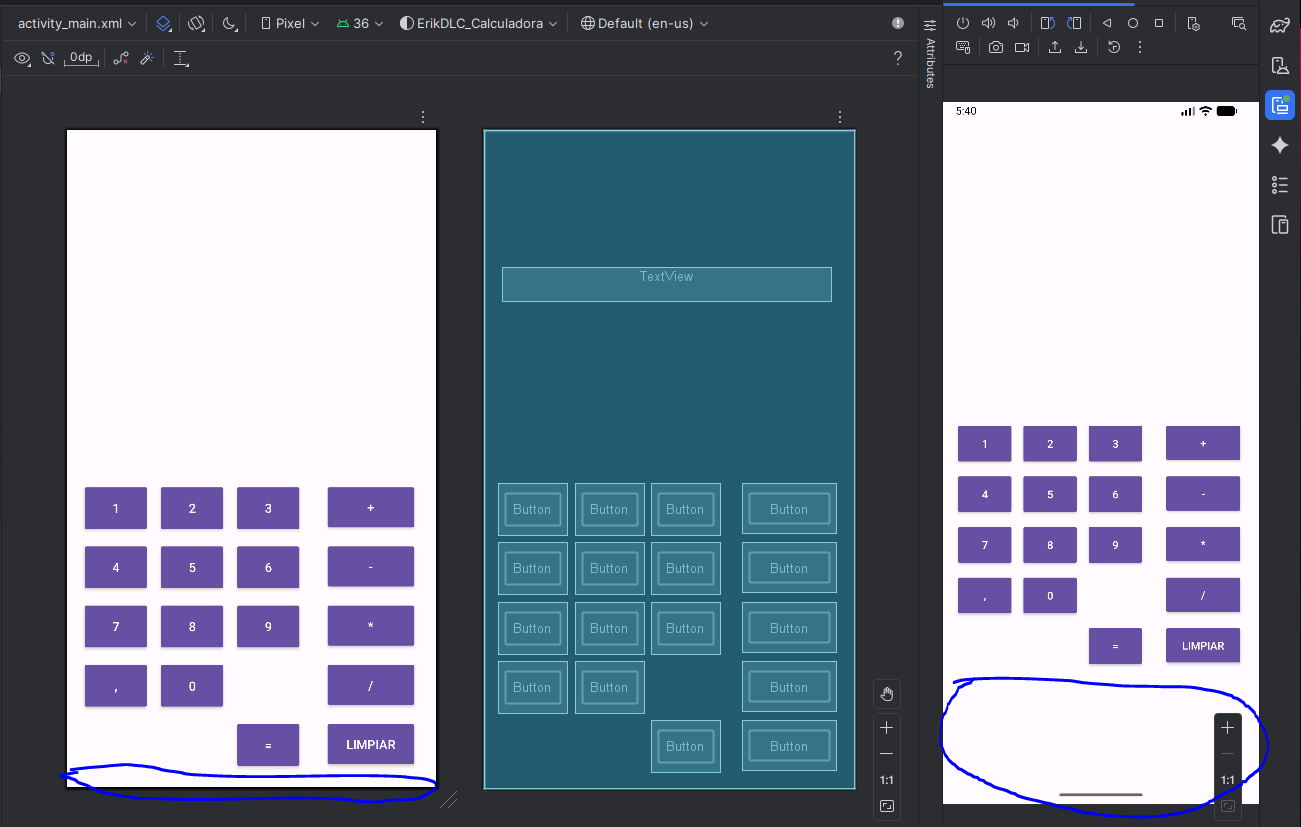 activity_main.xml Pixel 36 ErikDLC_Calculadora Default (en-us)
0dp ?
Attributes
TextView
1 2 3 +
4 5 6 -
7 8 9 *
, 0 /
= LIMPIAR
Button Button Button Button
Button Button Button Button
Button Button Button Button
Button Button Button
Button Button
1:1
5:40
1 2 3 +
4 5 6 -
7 8 9 *
, 0 /
= LIMPIAR
1:1